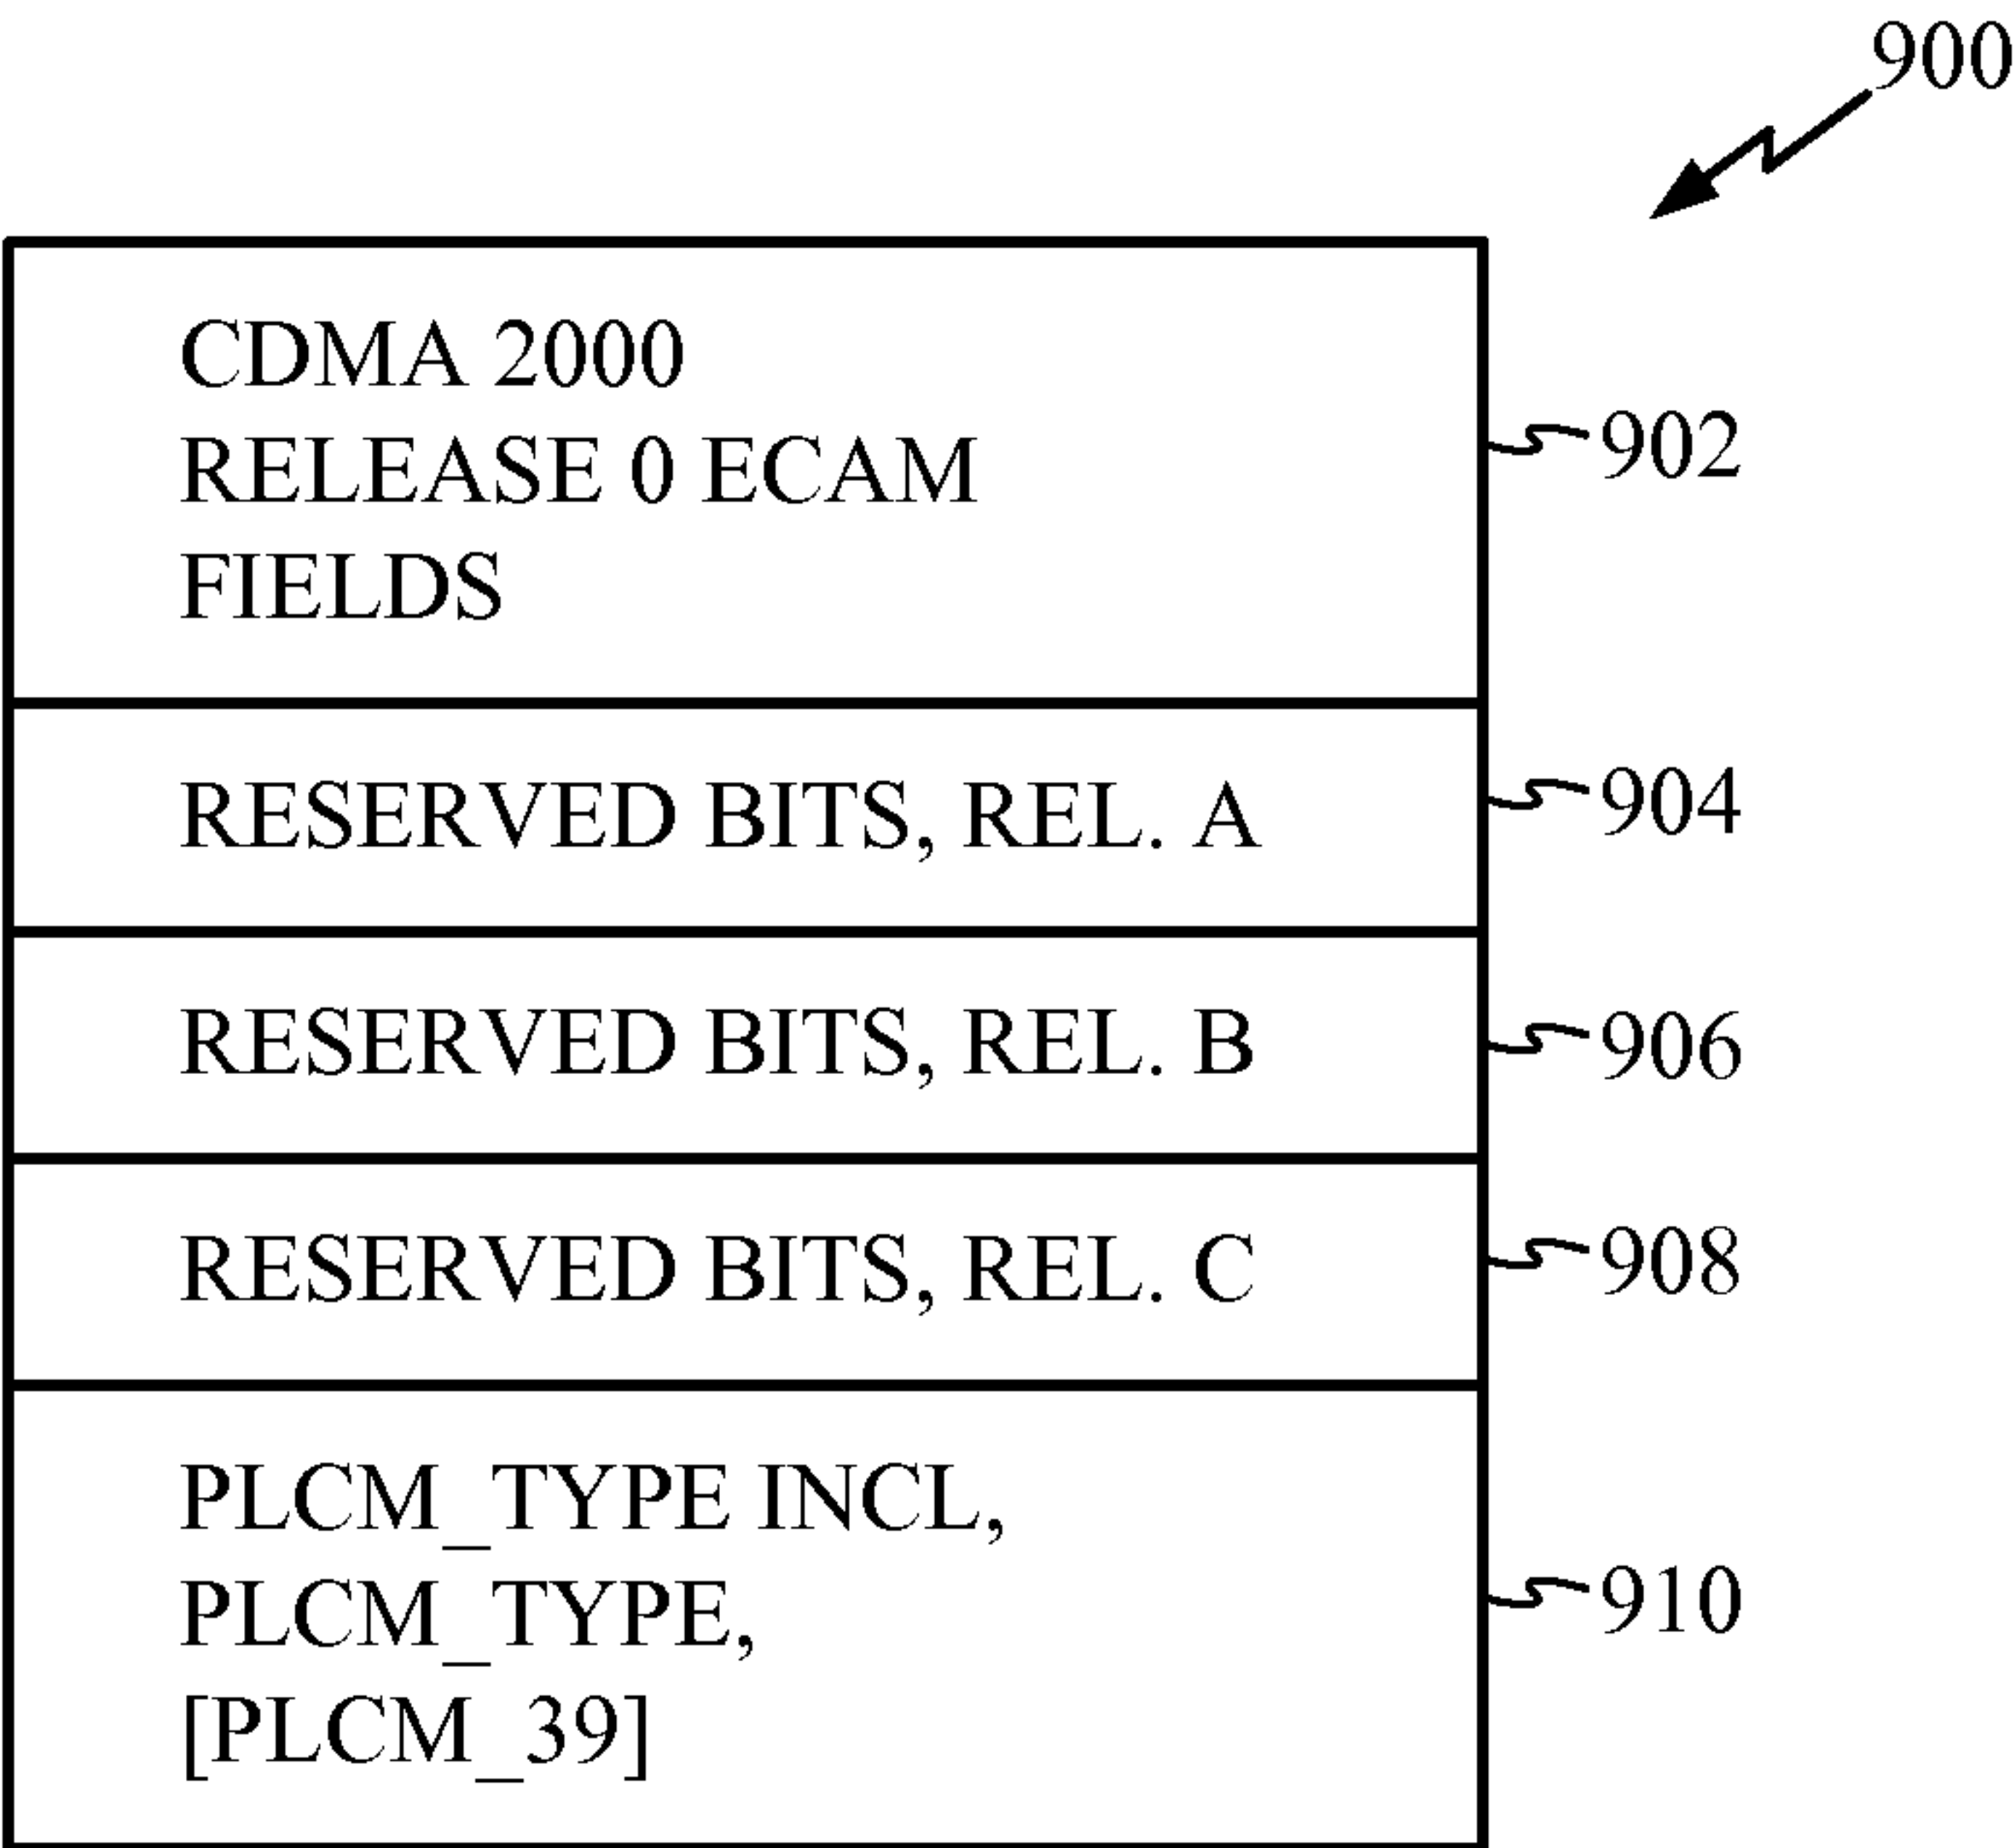 900
CDMA 2000
RELEASE 0 ECAM
FIELDS
902
RESERVED BITS, REL. A
904
RESERVED BITS, REL. B
906
RESERVED BITS, REL. C
908
PLCM_TYPE INCL,
PLCM_TYPE,
[PLCM_39]
910